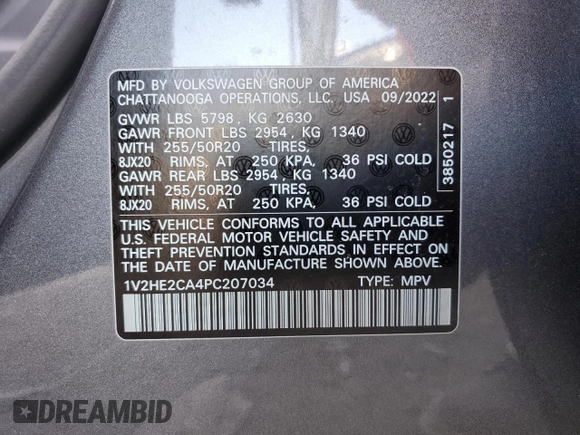 MFD BY VOLKSWAGEN GROUP OF AMERICA
CHATTANOOGA OPERATIONS, LLC. USA 09/2022
GVWR LBS 5798, KG 2630
GAWR FRONT LBS 2954, KG 1340
WITH 255/50R20 TIRES,
8JX20 RIMS, AT 250 KPA, 36 PSI COLD
GAWR REAR LBS 2954, KG 1340
WITH 255/50R20 TIRES,
8JX20 RIMS, AT 250 KPA, 36 PSI COLD
THIS VEHICLE CONFORMS TO ALL APPLICABLE
U.S. FEDERAL MOTOR VEHICLE SAFETY AND
THEFT PREVENTION STANDARDS IN EFFECT ON
THE DATE OF MANUFACTURE SHOWN ABOVE.
1V2HE2CA4PC207034 TYPE: MPV
3850217 1
DREAMBID